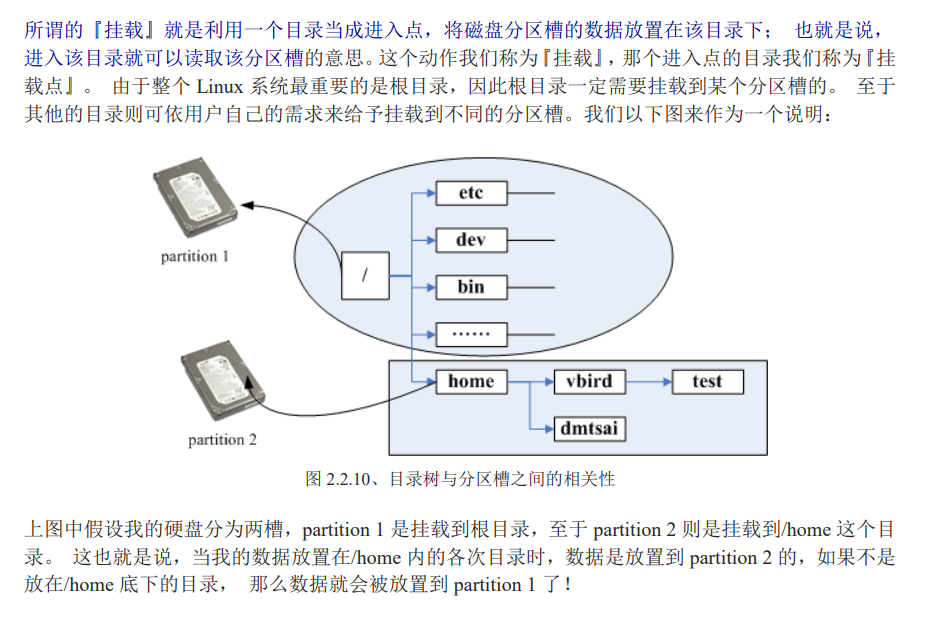 所谓的『挂载』就是利用一个目录当成进入点，将磁盘分区槽的数据放置在该目录下； 也就是说，
进入该目录就可以读取该分区槽的意思。这个动作我们称为『挂载』，那个进入点的目录我们称为『挂
载点』。 由于整个 Linux 系统最重要的是根目录，因此根目录一定需要挂载到某个分区槽的。 至于
其他的目录则可依用户自己的需求来给予挂载到不同的分区槽。我们以下图来作为一个说明：
etc
dev
partition 1
/
bin
······
home
vbird
test
dmtsai
partition 2
图 2.2.10、目录树与分区槽之间的相关性
上图中假设我的硬盘分为两槽，partition 1 是挂载到根目录，至于 partition 2 则是挂载到/home 这个目
录。 这也就是说，当我的数据放置在/home 内的各次目录时，数据是放置到 partition 2 的，如果不是
放在/home 底下的目录， 那么数据就会被放置到 partition 1 了！